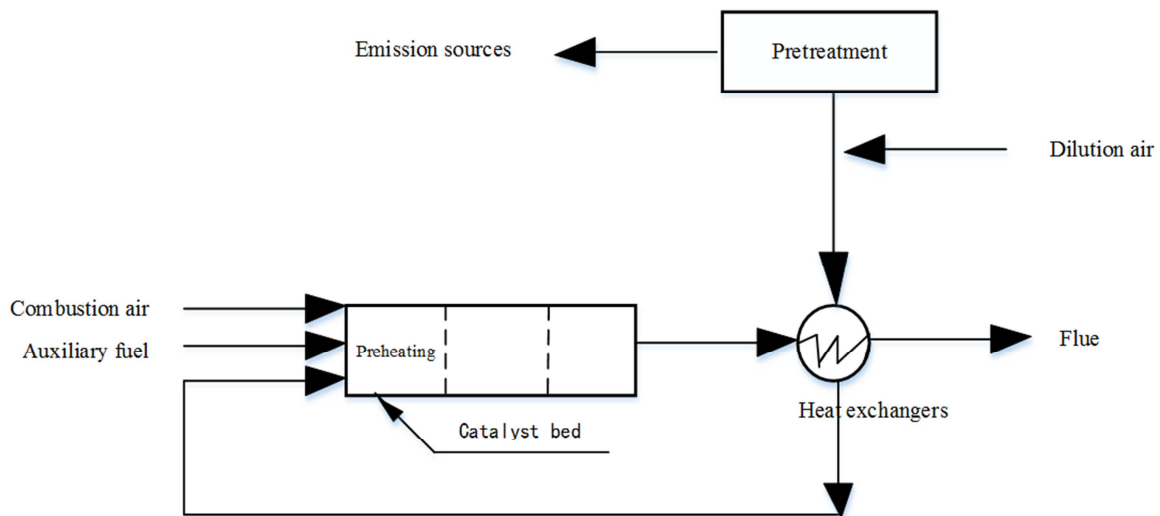 Emission sources
Pretreatment
Dilution air
Combustion air
Auxiliary fuel
Preheating
Flue
Heat exchangers
Catalyst bed